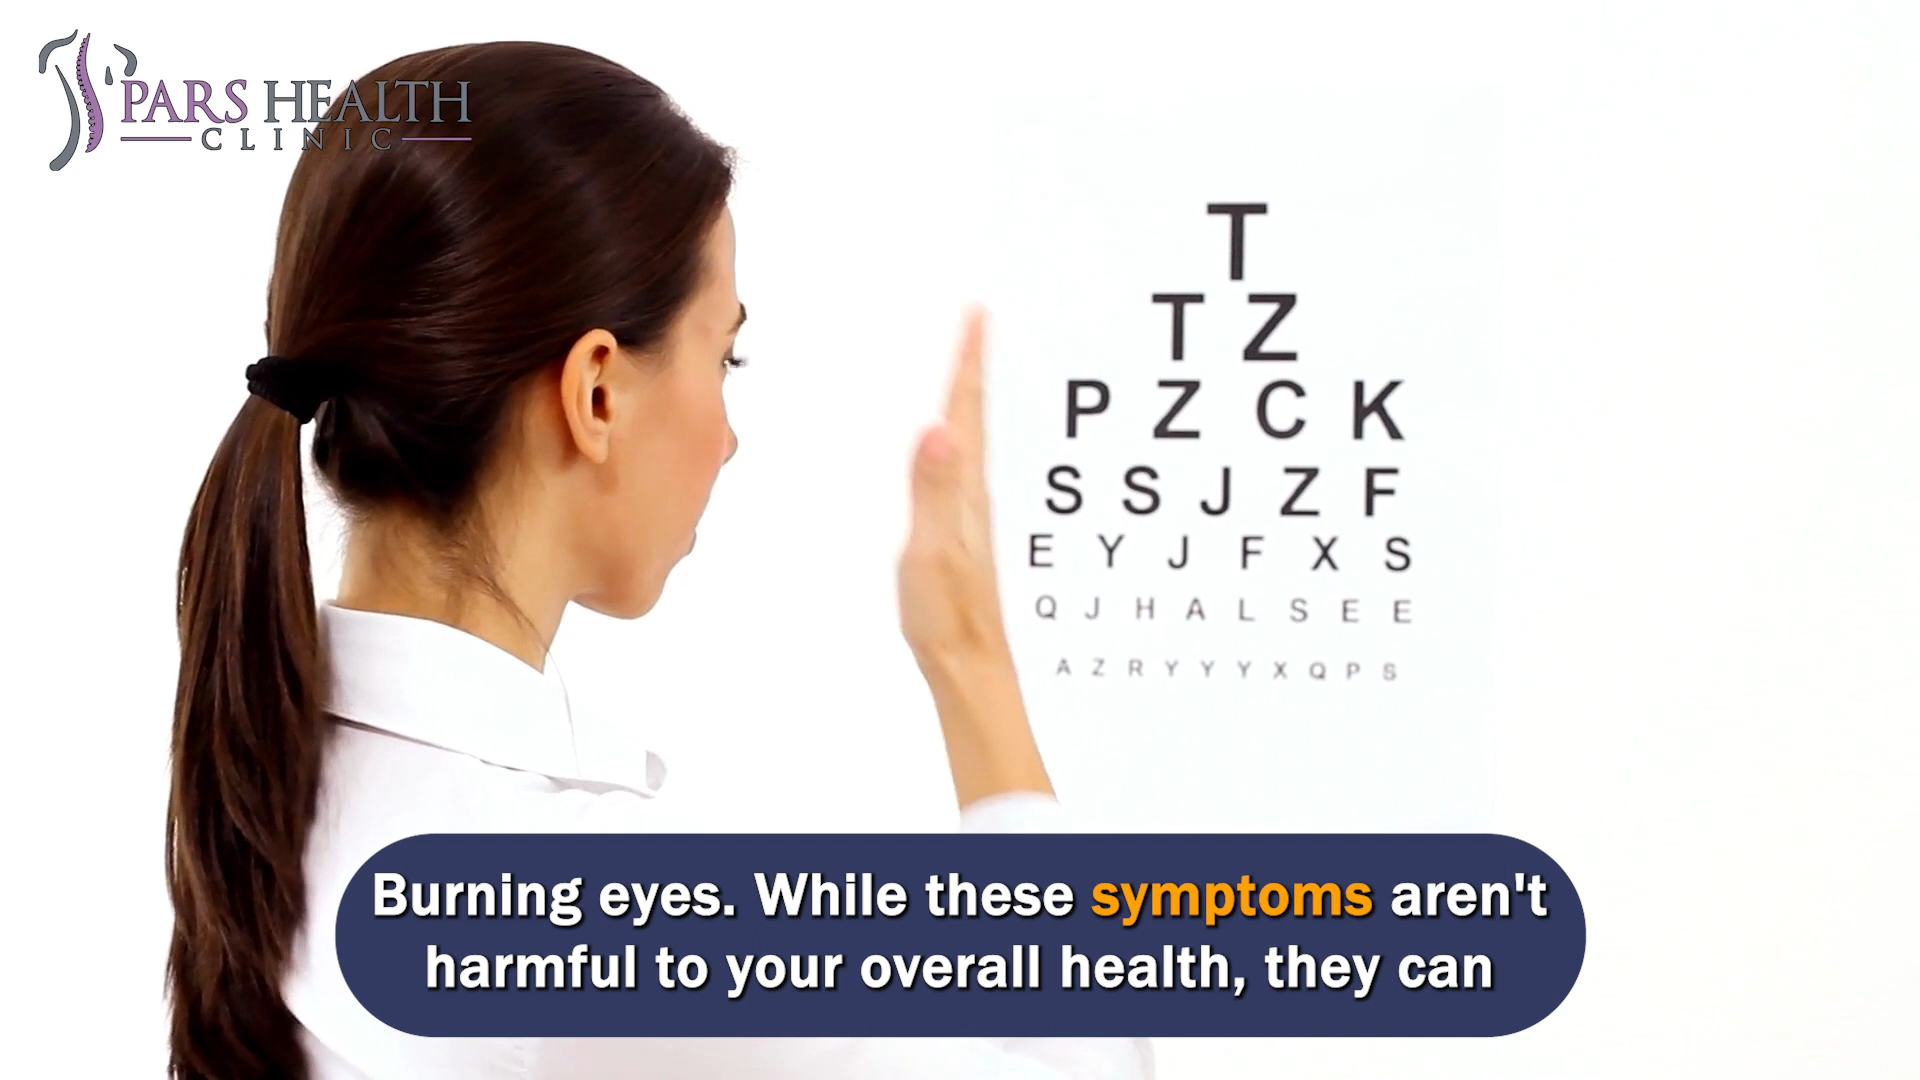 PARS HEALTH
CLINIC
T
T Z
P Z C K
S S J Z F
E Y J F X S
Q J H A L S E E
A Z R Y Y Y X Q P S
Burning eyes. While these symptoms aren't
harmful to your overall health, they can